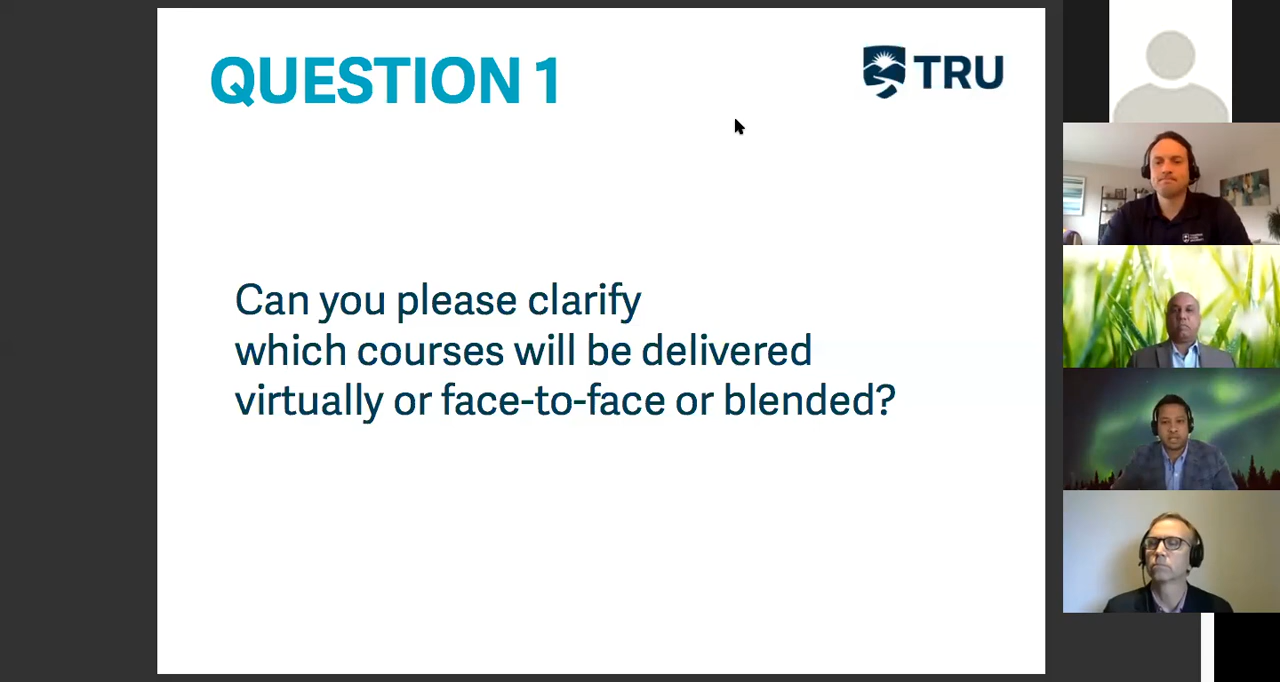 QUESTION 1
TRU
Can you please clarify
which courses will be delivered
virtually or face-to-face or blended?